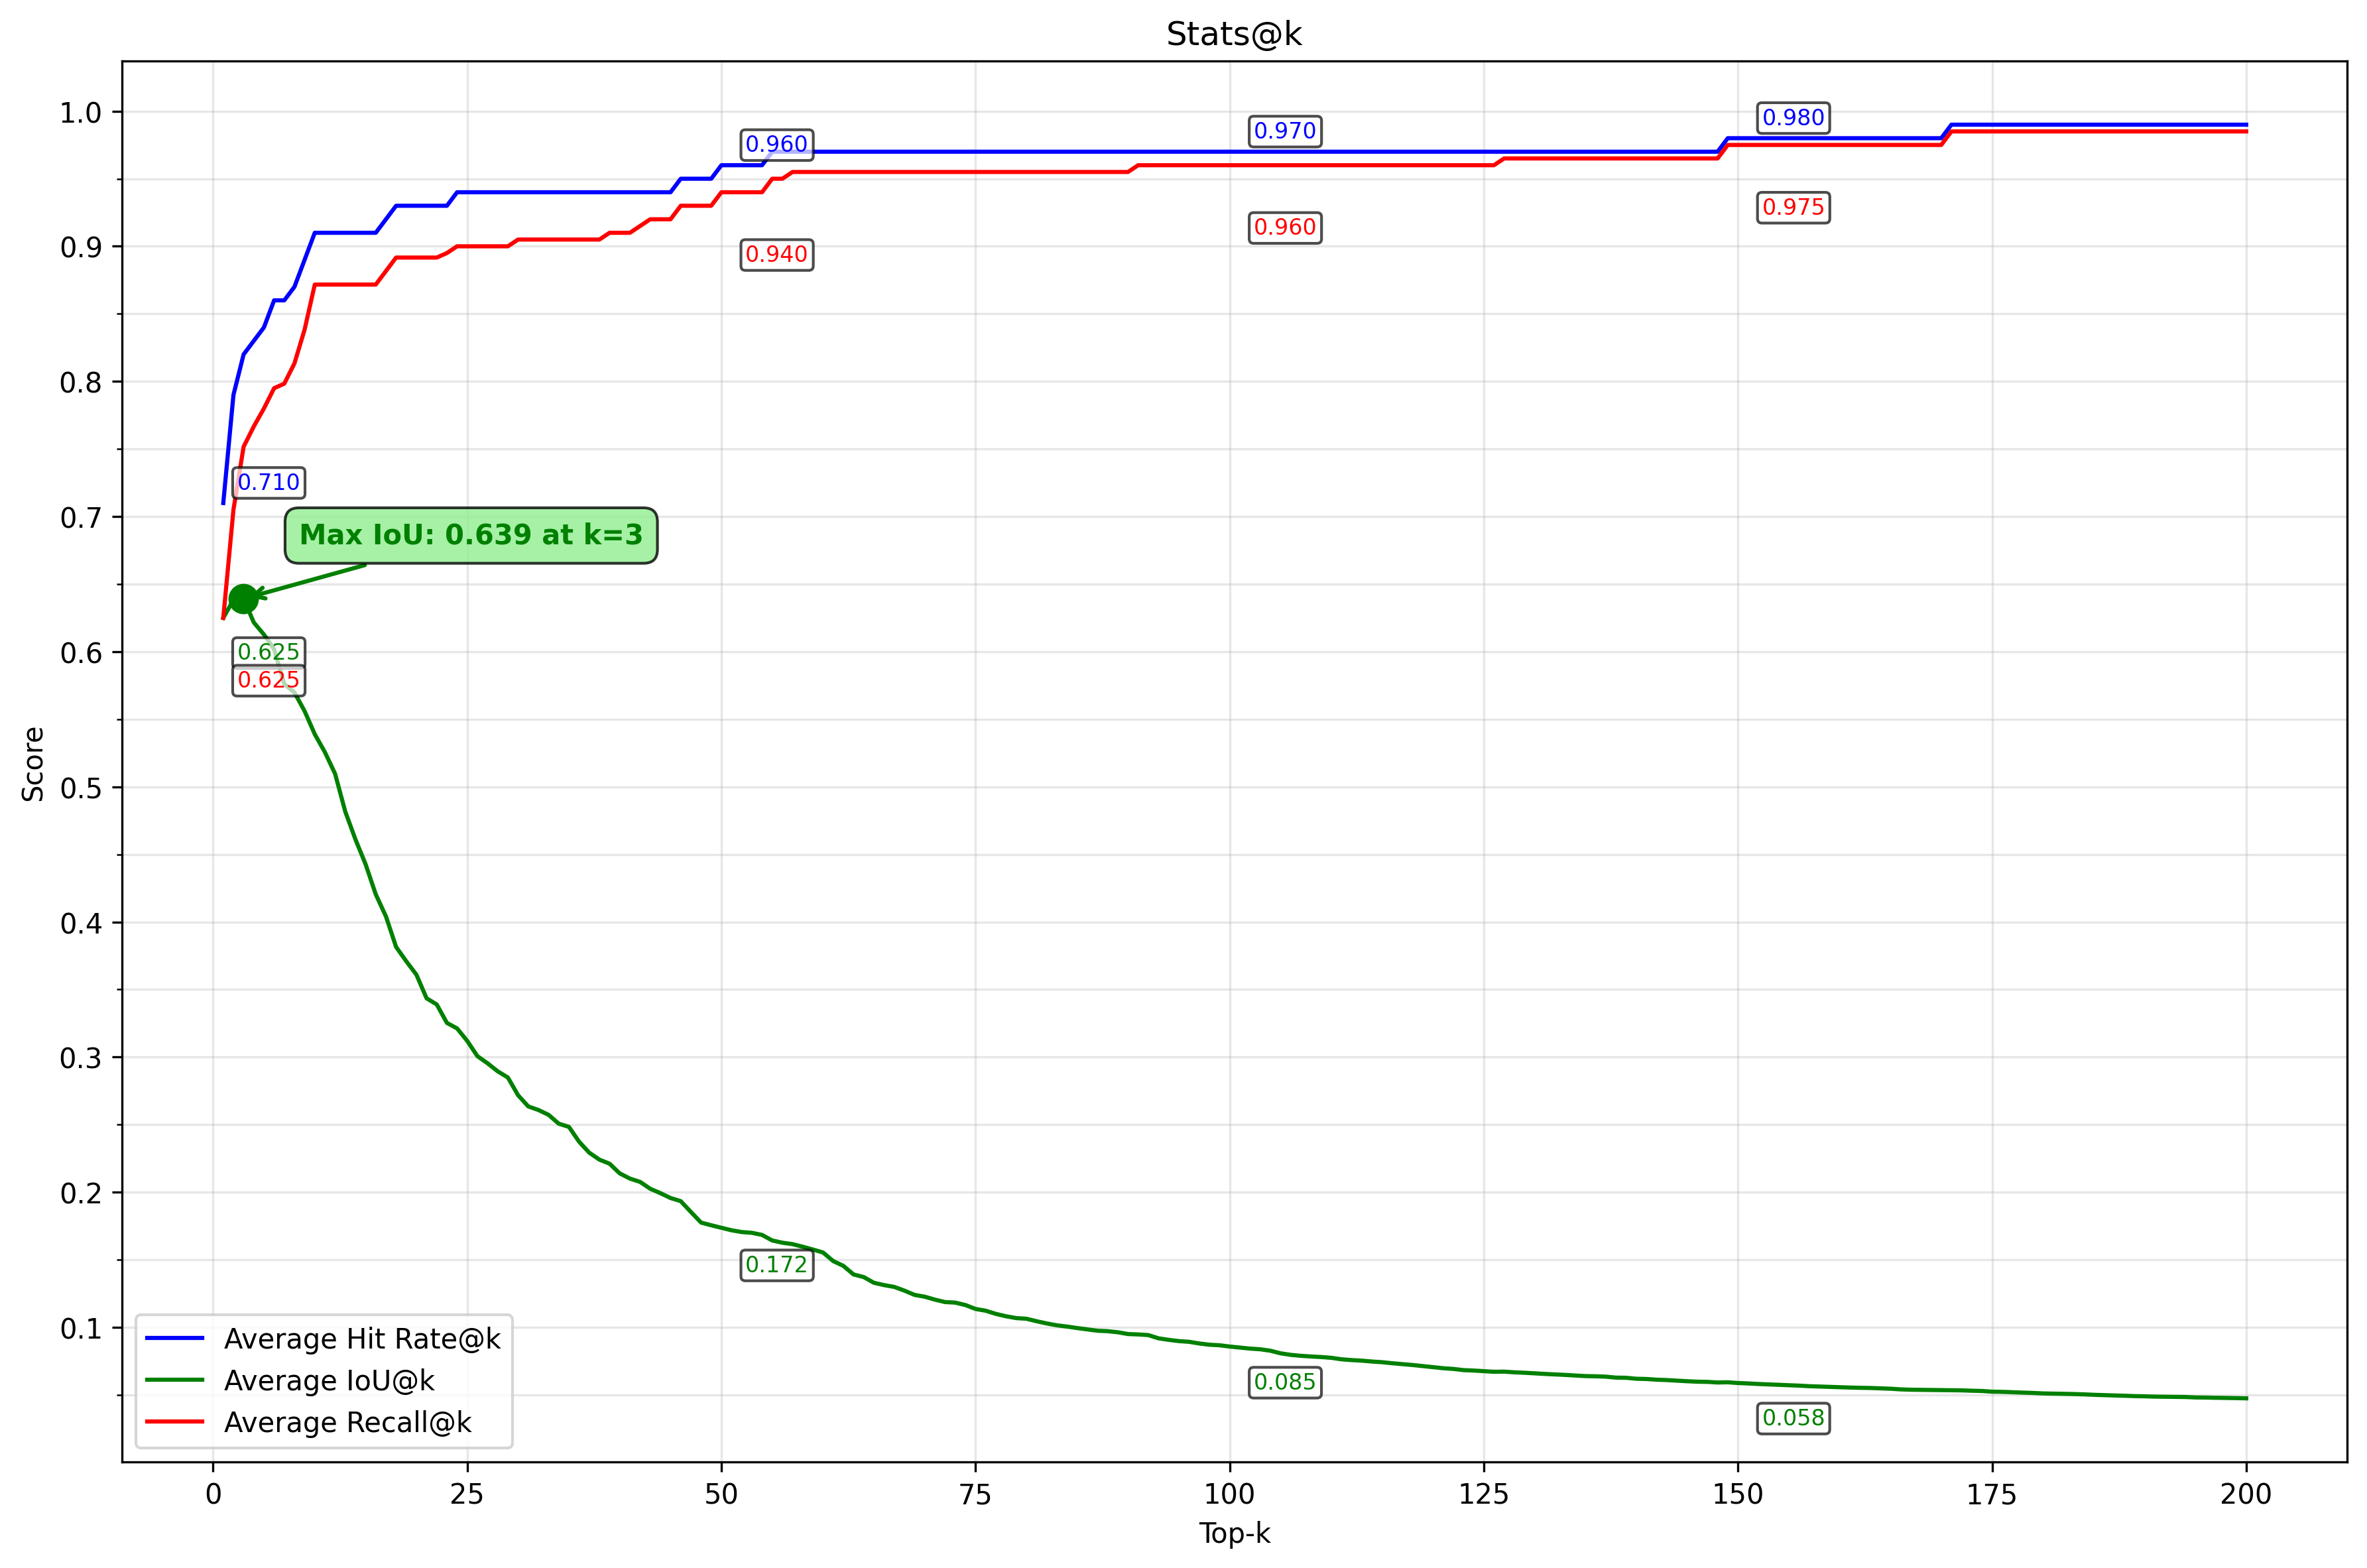 Stats@k
Score
1.0
0.9
0.8
0.7
0.6
0.5
0.4
0.3
0.2
0.1
0.960
0.970
0.980
0.940
0.960
0.975
0.710
Max IoU: 0.639 at k=3
0.625
0.625
0.172
0.085
0.058
Average Hit Rate@k
Average IoU@k
Average Recall@k
0 25 50 75 100 125 150 175 200
Top-k